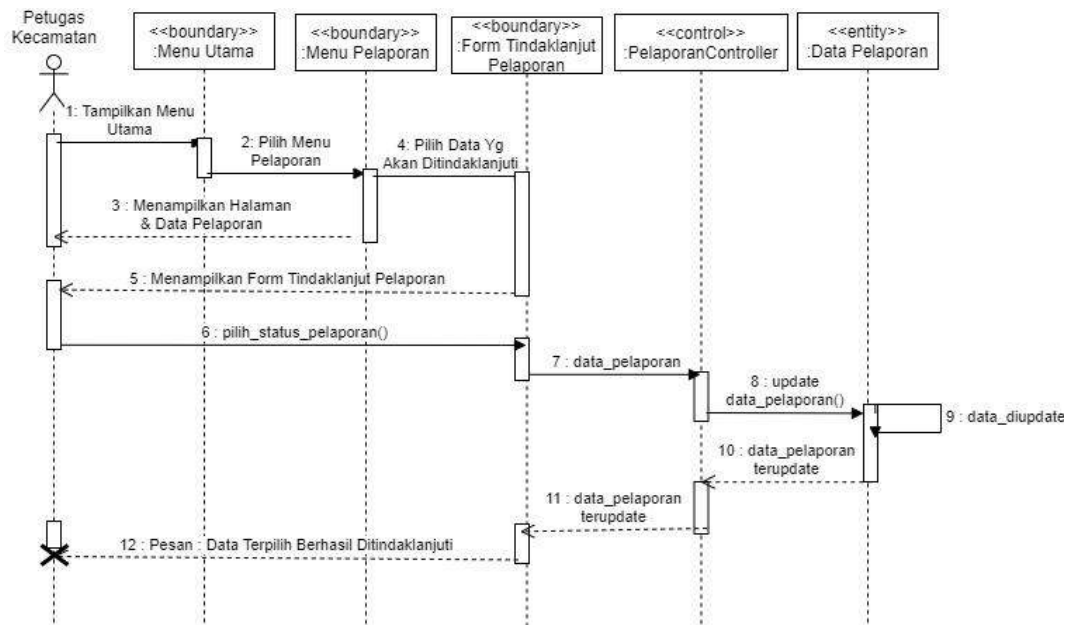 Petugas
Kecamatan
<<boundary>>
:Menu Utama
<<boundary>>
:Menu Pelaporan
<<boundary>>
:Form Tindaklanjut
Pelaporan
<<control>>
:PelaporanController
<<entity>>
:Data Pelaporan
1: Tampilkan Menu
Utama
2: Pilih Menu
Pelaporan
4: Pilih Data Yg
Akan Ditindaklanjuti
3 : Menampilkan Halaman
& Data Pelaporan
5 : Menampilkan Form Tindaklanjut Pelaporan
6 : pilih_status_pelaporan()
7 : data_pelaporan
8 : update
data_pelaporan()
9 : data_diupdate
10 : data_pelaporan
terupdate
11 : data_pelaporan
terupdate
12 : Pesan : Data Terpilih Berhasil Ditindaklanjuti